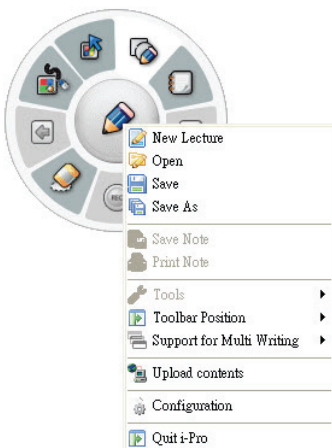 REC
New Lecture
Open
Save
Save As
Save Note
Print Note
Tools
Toolbar Position
Support for Multi Writing
Upload contents
Configuration
Quit i-Pro